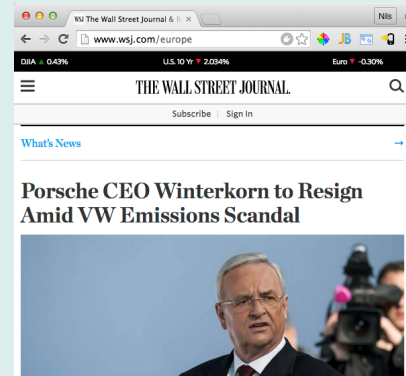 WSJ The Wall Street Journal &
Nils
www.wsj.com/europe
JB
DJIA ▲ 0.43% U.S. 10 Yr ▼ 2.034% Euro ▼ -0.30%
THE WALL STREET JOURNAL.
Subscribe | Sign In
What's News →
Porsche CEO Winterkorn to Resign
Amid VW Emissions Scandal